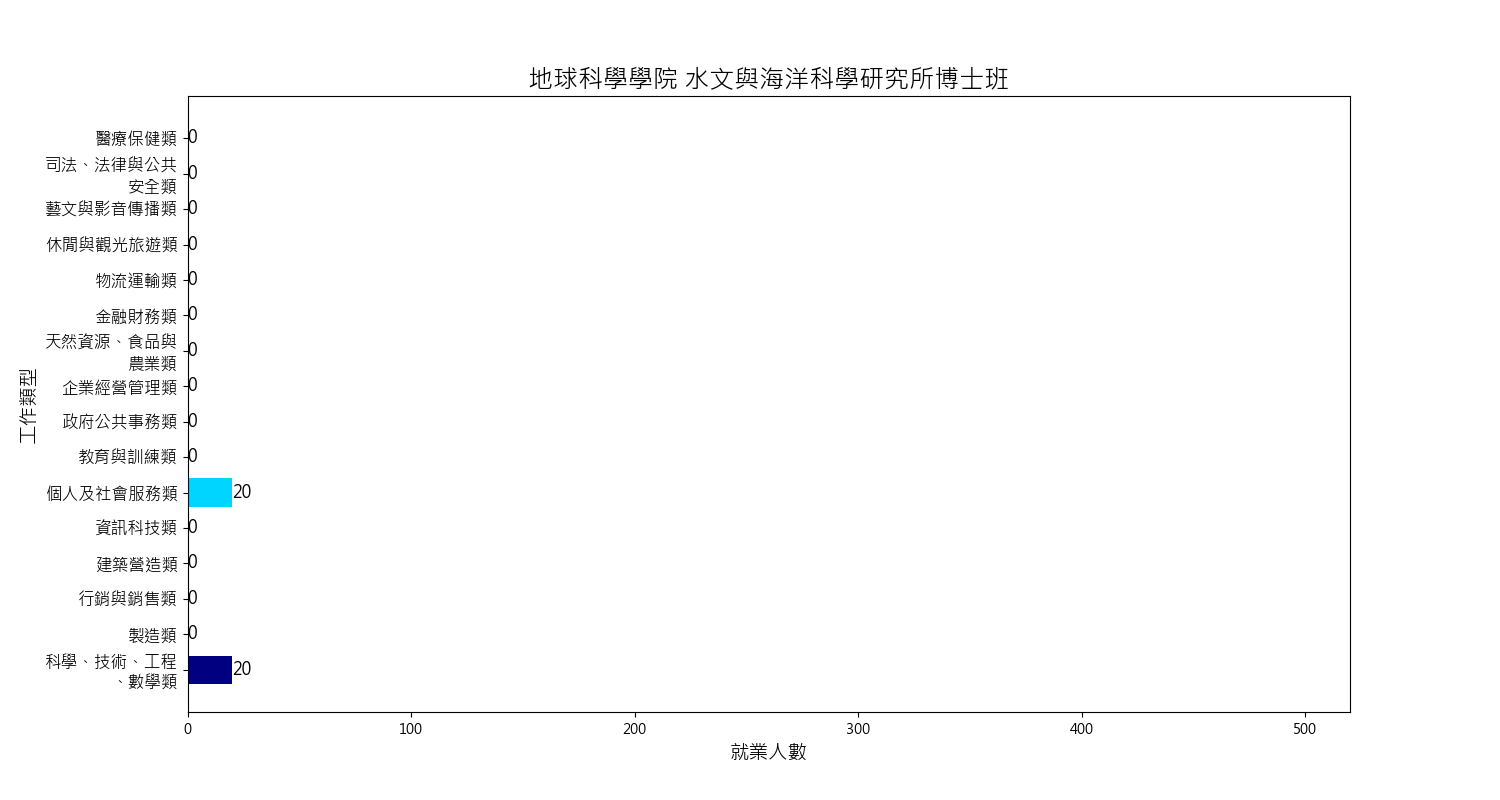 地球科學學院 水文與海洋科學研究所博士班
醫療保健類 0
司法、法律與公共
安全類 0
藝文與影音傳播類 0
休閒與觀光旅遊類 0
物流運輸類 0
金融財務類 0
天然資源、食品與
農業類 0
企業經營管理類 0
政府公共事務類 0
教育與訓練類 0
個人及社會服務類 20
資訊科技類 0
建築營造類 0
行銷與銷售類 0
製造類 0
科學、技術、工程
、數學類 20
工作類型
0 100 200 300 400 500
就業人數